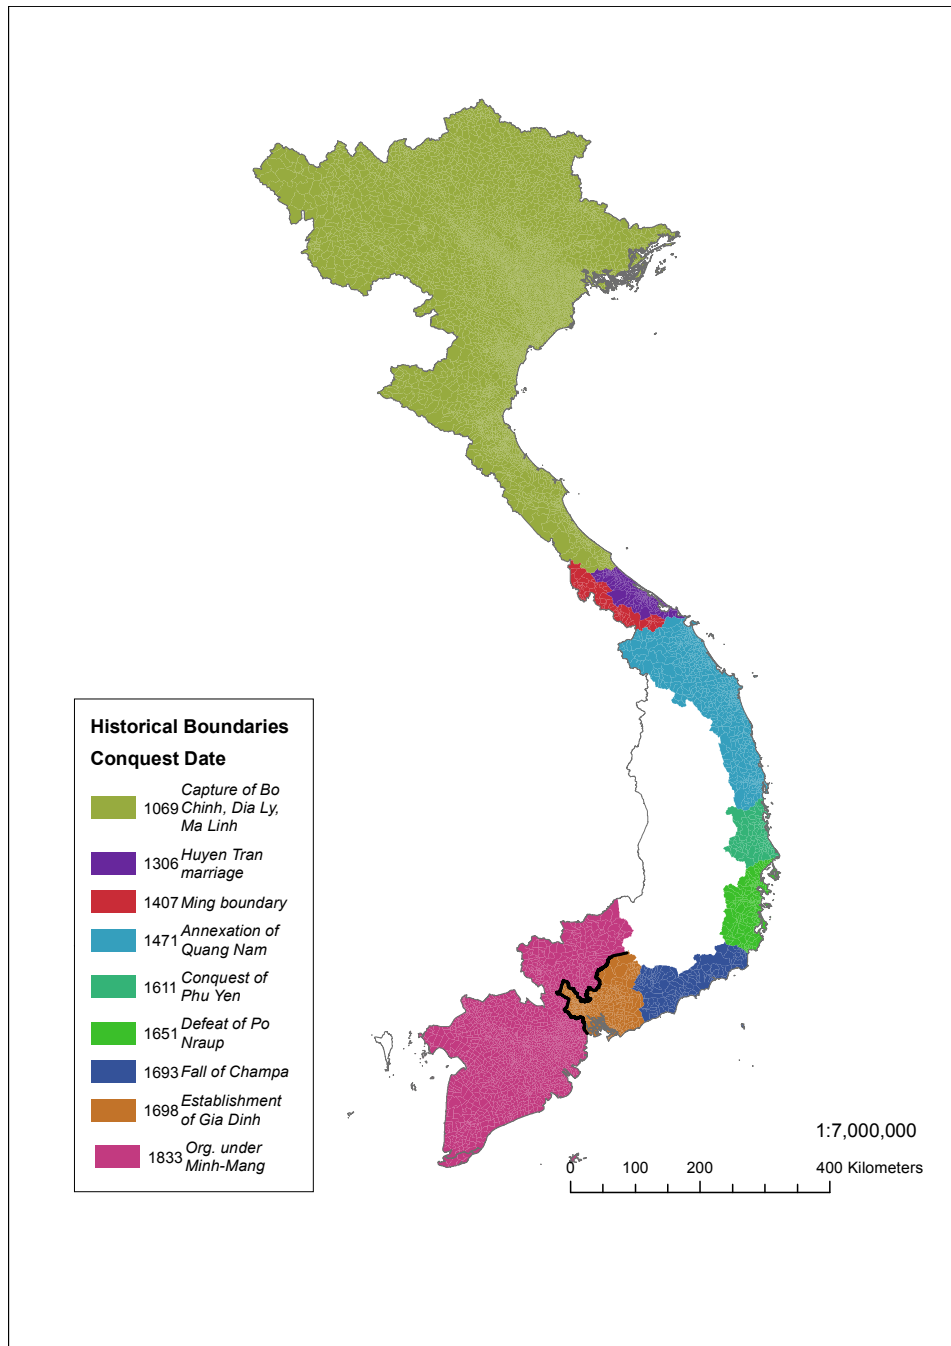 Historical Boundaries
Conquest Date
1069 Capture of Bo
Chinh, Dia Ly,
Ma Linh
1306 Huyen Tran
marriage
1407 Ming boundary
1471 Annexation of
Quang Nam
1611 Conquest of
Phu Yen
1651 Defeat of Po
Nraup
1693 Fall of Champa
1698 Establishment
of Gia Dinh
1833 Org. under
Minh-Mang
1:7,000,000
0 100 200 400 Kilometers